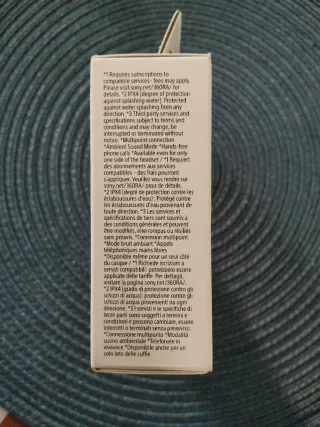 *1 Requires subscriptions to
compatible services– fees may apply.
Please visit sony.net/360RA/ for
details. *2 IPX4 [degree of protection
against splashing water]: Protected
against water splashing from any
direction. *3 Third party services and
specifications subject to terms and
conditions and may change, be
interrupted or terminated without
notice. *Multipoint connection
*Ambient Sound Mode *Hands-free
phone calls *Available even for only
one side of the headset / *1 Requiert
des abonnements aux services
compatibles – des frais pourront
s'appliquer. Veuillez vous rendre sur
sony.net/360RA/ pour de détails.
*2 IPX4 (degré de protection contre les
éclaboussures d'eau) : Protégé contre
les éclaboussures d'eau provenant de
toute direction. *3 Les services et
spécifications de tiers sont soumis à
des conditions générales et peuvent
être modifiés, interrompus ou résiliés
sans préavis. *Connexion multipoint
*Mode bruit ambiant *Appels
téléphoniques mains libres
*Disponible même pour un seul côté
du casque / *1 Richiede iscrizioni a
servizi compatibili: potrebbero essere
applicate delle tariffe. Per dettagli,
visitare la pagina sony.net/360RA/.
*2 IPX4 (grado di protezione contro gli
schizzi di acqua): protezione contro gli
schizzi di acqua provenienti da ogni
direzione. *3 I servizi e le specifiche di
terze parti sono soggetti a termini e
condizioni e possono cambiare, essere
interrotti o terminati senza preavviso.
*Connessione multipunto *Modalità
suono ambientale *Telefonate in
vivavoce *Disponibile anche per un
solo lato delle cuffie